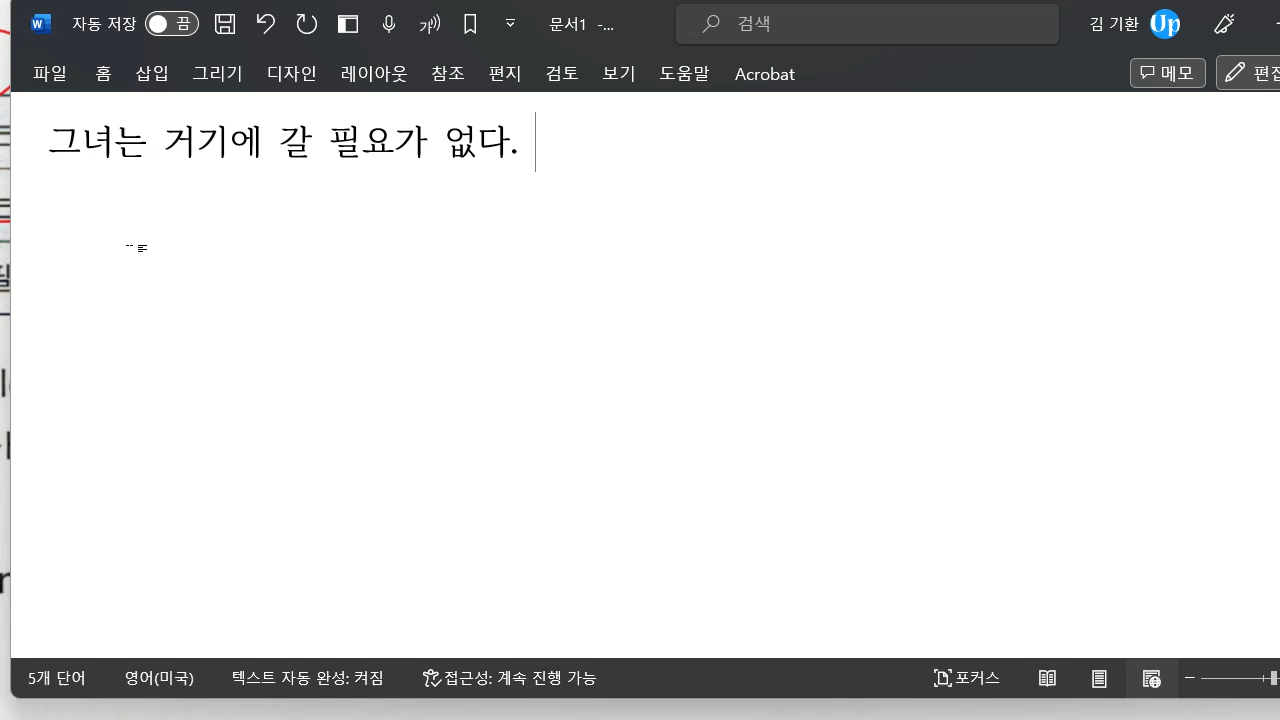 자동 저장 끔 문서1 -... 검색 김 기환 Up
파일 홈 삽입 그리기 디자인 레이아웃 참조 편지 검토 보기 도움말 Acrobat 메모
그녀는 거기에 갈 필요가 없다.
5개 단어 영어(미국) 텍스트 자동 완성: 켜짐 접근성: 계속 진행 가능 포커스